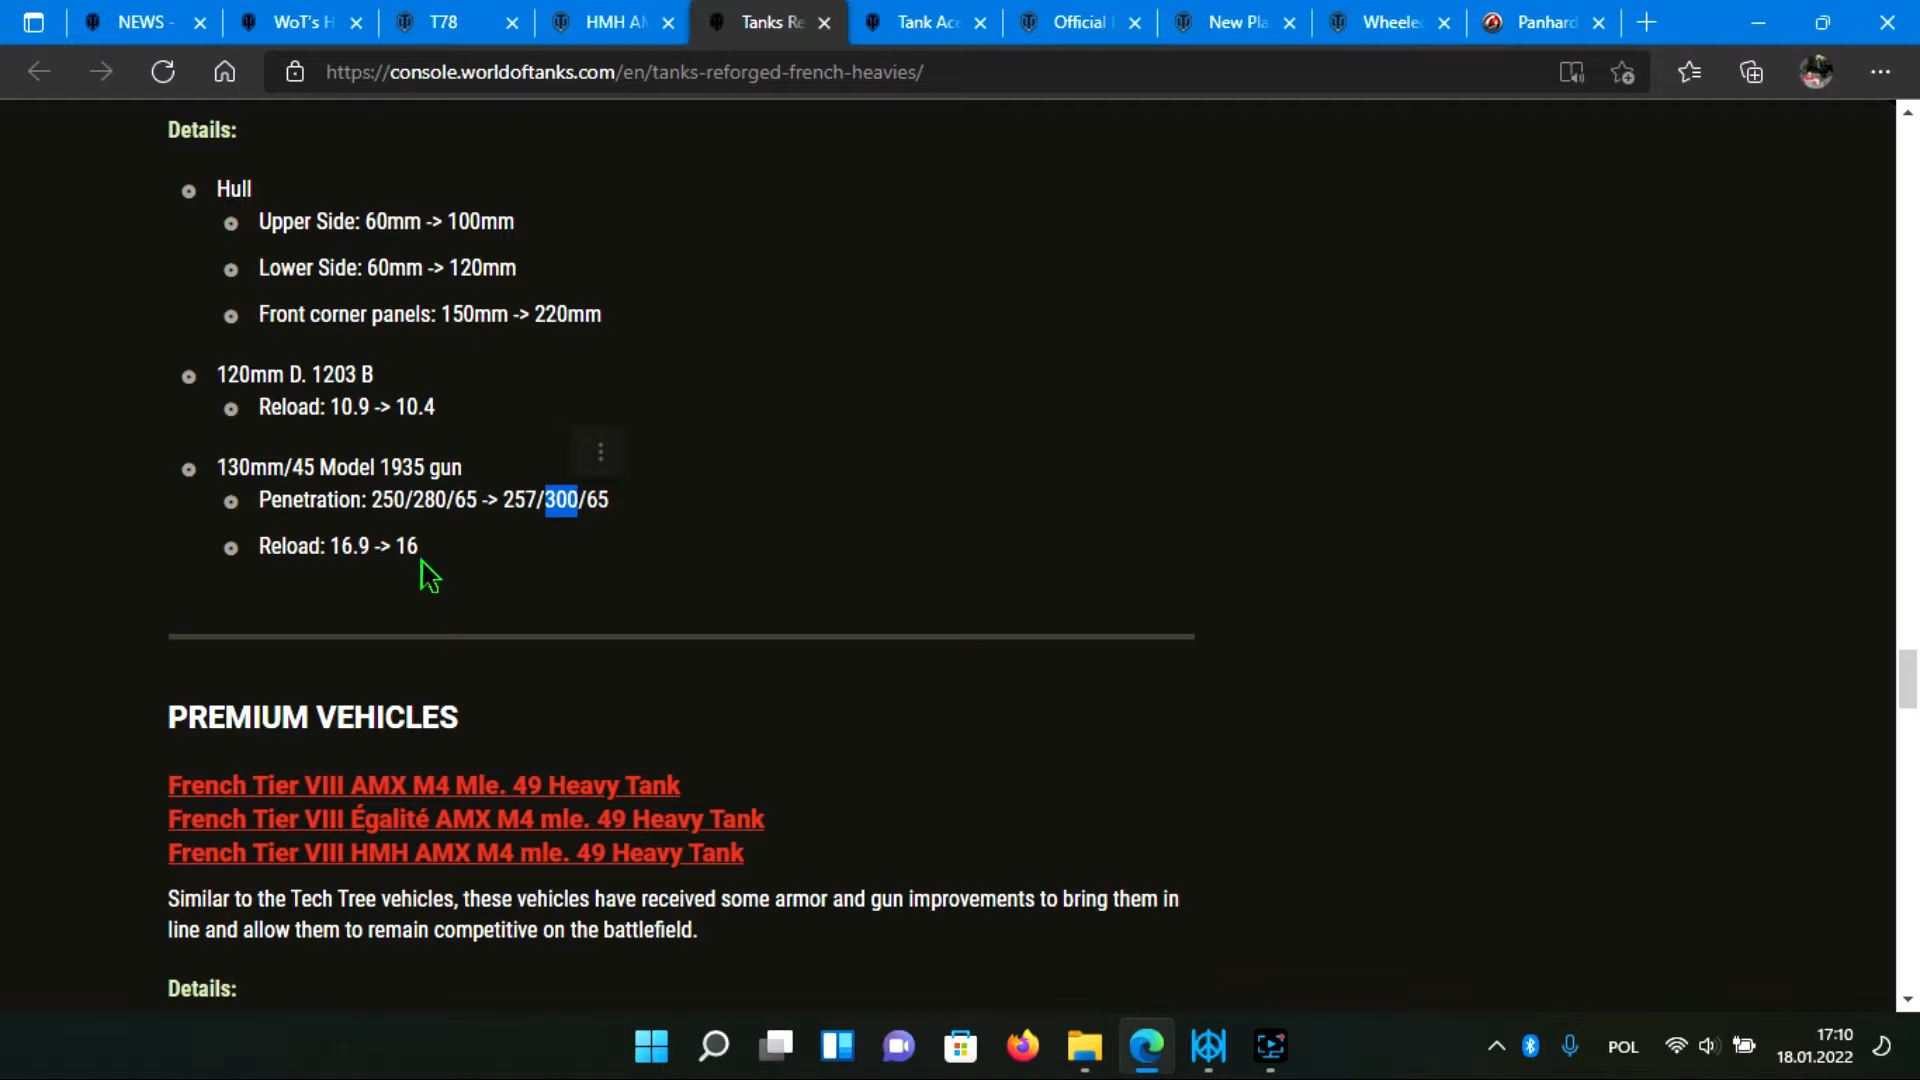 NEWS -
WoT's H
T78
HMH AM
Tanks Re
Tank Ace
Official
New Pla
Wheele
Panhard
https://console.worldoftanks.com/en/tanks-reforged-french-heavies/
Details:
Hull
Upper Side: 60mm -> 100mm
Lower Side: 60mm -> 120mm
Front corner panels: 150mm -> 220mm
120mm D. 1203 B
Reload: 10.9 -> 10.4
130mm/45 Model 1935 gun
Penetration: 250/280/65 -> 257/300/65
Reload: 16.9 -> 16
PREMIUM VEHICLES
French Tier VIII AMX M4 Mle. 49 Heavy Tank
French Tier VIII Égalité AMX M4 mle. 49 Heavy Tank
French Tier VIII HMH AMX M4 mle. 49 Heavy Tank
Similar to the Tech Tree vehicles, these vehicles have received some armor and gun improvements to bring them in
line and allow them to remain competitive on the battlefield.
Details:
POL
17:10
18.01.2022